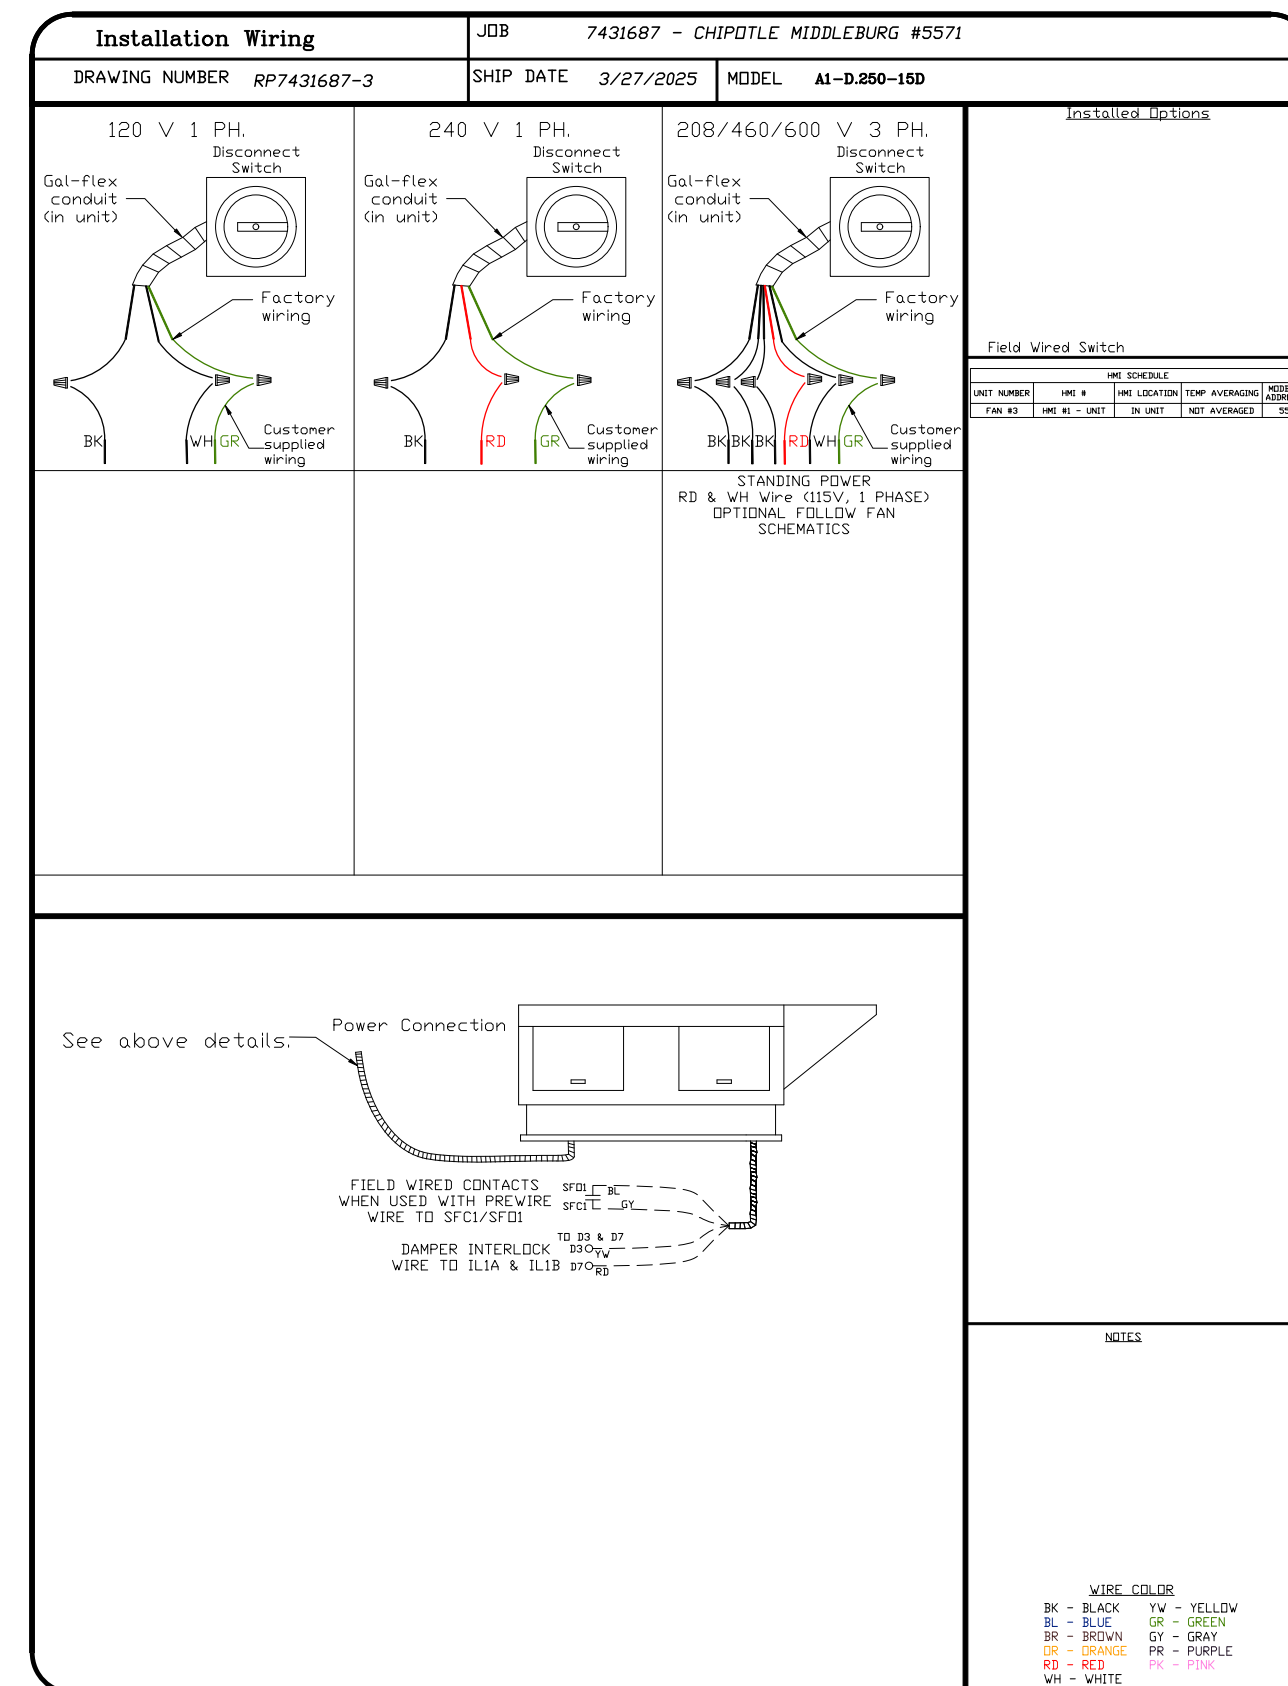 Installation Wiring
JOB 7431687 - CHIPOTLE MIDDLEBURG #5571
DRAWING NUMBER RP7431687-3
SHIP DATE 3/27/2025
MODEL A1-D.250-15D
120 V 1 PH.
Disconnect
Switch
Gal-flex
conduit
(in unit)
Factory
wiring
BK
WH
GR
Customer
supplied
wiring
240 V 1 PH.
Disconnect
Switch
Gal-flex
conduit
(in unit)
Factory
wiring
BK
RD
GR
Customer
supplied
wiring
208/460/600 V 3 PH.
Disconnect
Switch
Gal-flex
conduit
(in unit)
Factory
wiring
BK
BK
BK
RD
WH
GR
Customer
supplied
wiring
STANDING POWER
RD & WH Wire (115V, 1 PHASE)
OPTIONAL FOLLOW FAN
SCHEMATICS
Installed Options
Field Wired Switch
HMI SCHEDULE
UNIT NUMBER HMI # HMI LOCATION TEMP AVERAGING
FAN #3 HMI #1 - UNIT IN UNIT NOT AVERAGED 55
See above details.
Power Connection
FIELD WIRED CONTACTS
WHEN USED WITH PREWIRE
WIRE TO SFC1/SFO1
SFO1 BL
SFC1 GY
TO D3 & D7
DAMPER INTERLOCK
WIRE TO IL1A & IL1B
D3 YW
D7 RD
NOTES
WIRE COLOR
BK - BLACK YW - YELLOW
BL - BLUE GR - GREEN
BR - BROWN GY - GRAY
OR - ORANGE PR - PURPLE
RD - RED PK - PINK
WH - WHITE